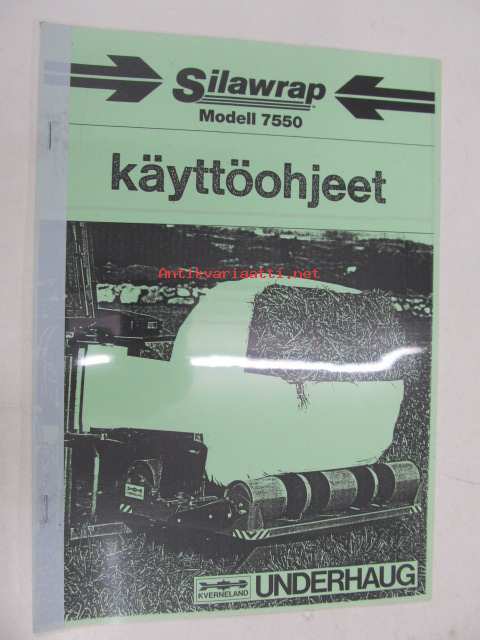 Silawrap
Modell 7550
käyttöohjeet
Antikvariaatti.net
KVERNELAND
UNDERHAUG